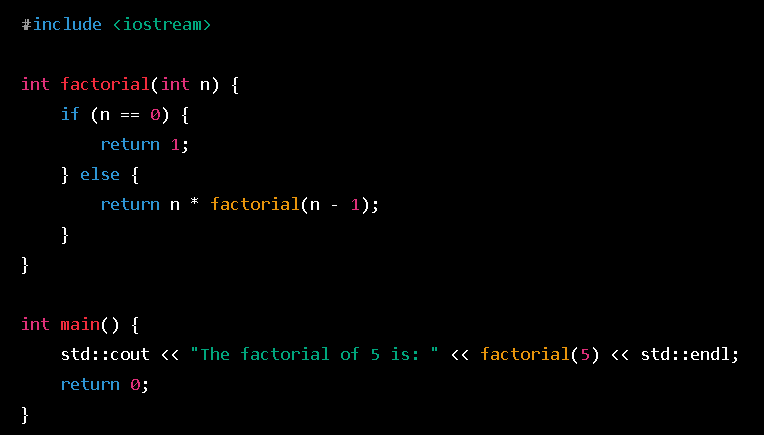 #include <iostream>
int factorial(int n) {
    if (n == 0) {
        return 1;
    } else {
        return n * factorial(n - 1);
    }
}
int main() {
    std::cout << "The factorial of 5 is: " << factorial(5) << std::endl;
    return 0;
}